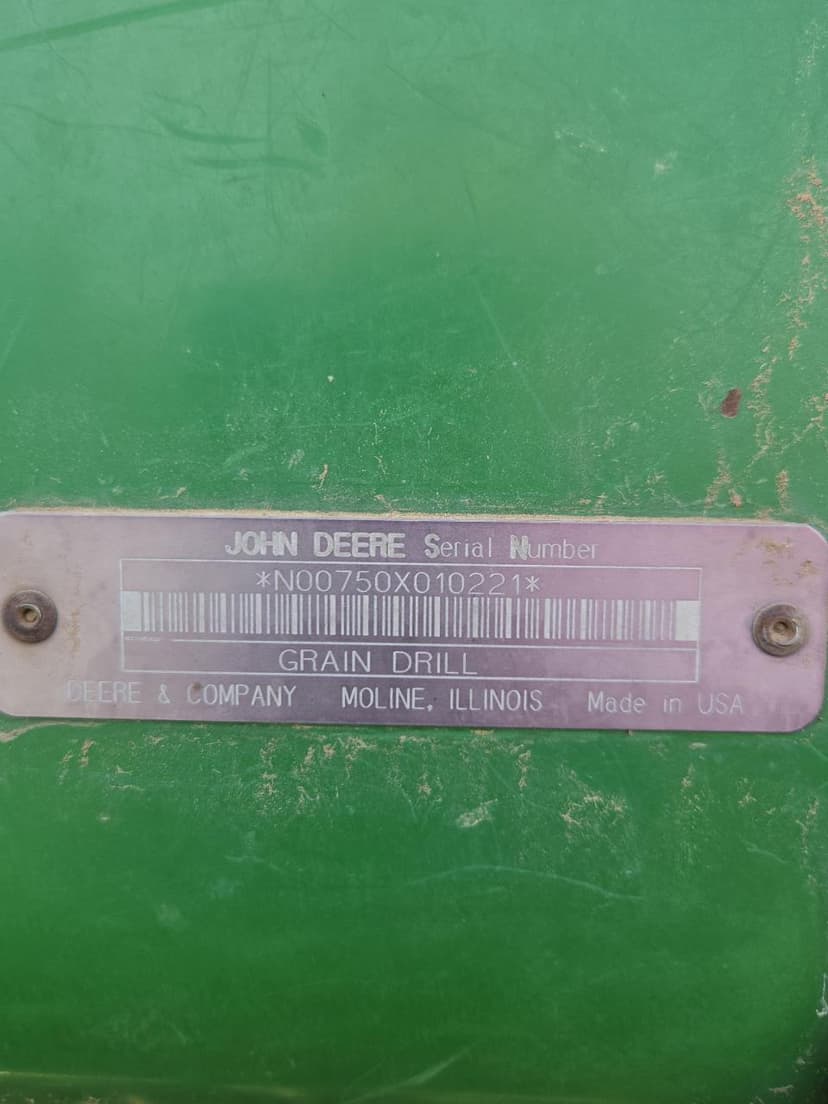 JOHN DEERE Serial Number
*N00750X010221*
GRAIN DRILL
DEERE & COMPANY MOLINE, ILLINOIS Made in USA